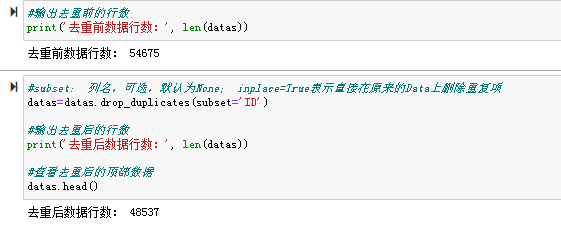 #输出去重前的行数
print('去重前数据行数：', len(datas))
去重前数据行数： 54675
#subset： 列名，可选，默认为None； inplace=True表示直接在原来的Data上删除重复项
datas=datas.drop_duplicates(subset='ID')
#输出去重后的行数
print('去重后数据行数：', len(datas))
#查看去重后的顶部数据
datas.head()
去重后数据行数： 48537